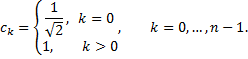 c_k = { 1/√2, k = 0
1, k > 0 , k = 0, ..., n − 1.